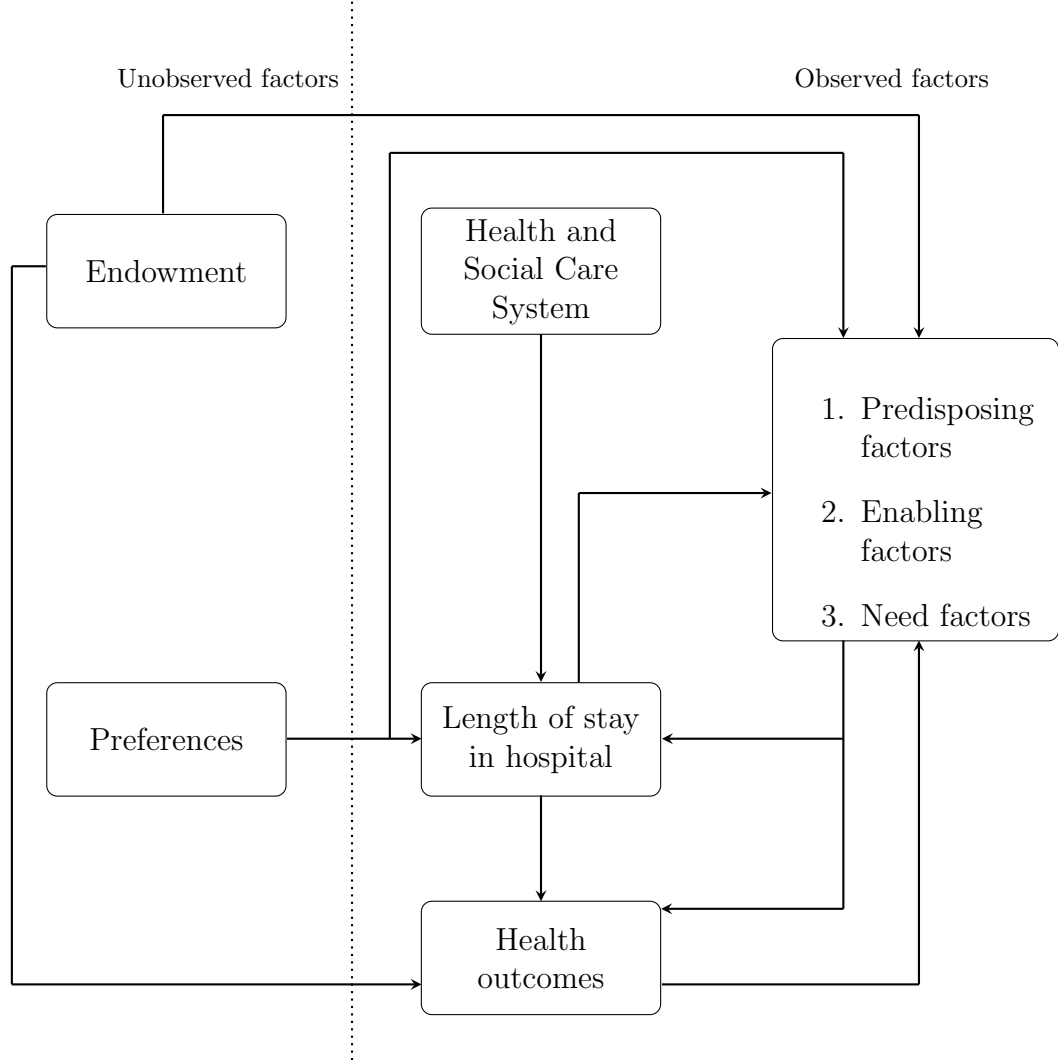 Unobserved factors
Observed factors
Endowment
Health and
Social Care
System
1. Predisposing
factors
2. Enabling
factors
3. Need factors
Preferences
Length of stay
in hospital
Health
outcomes